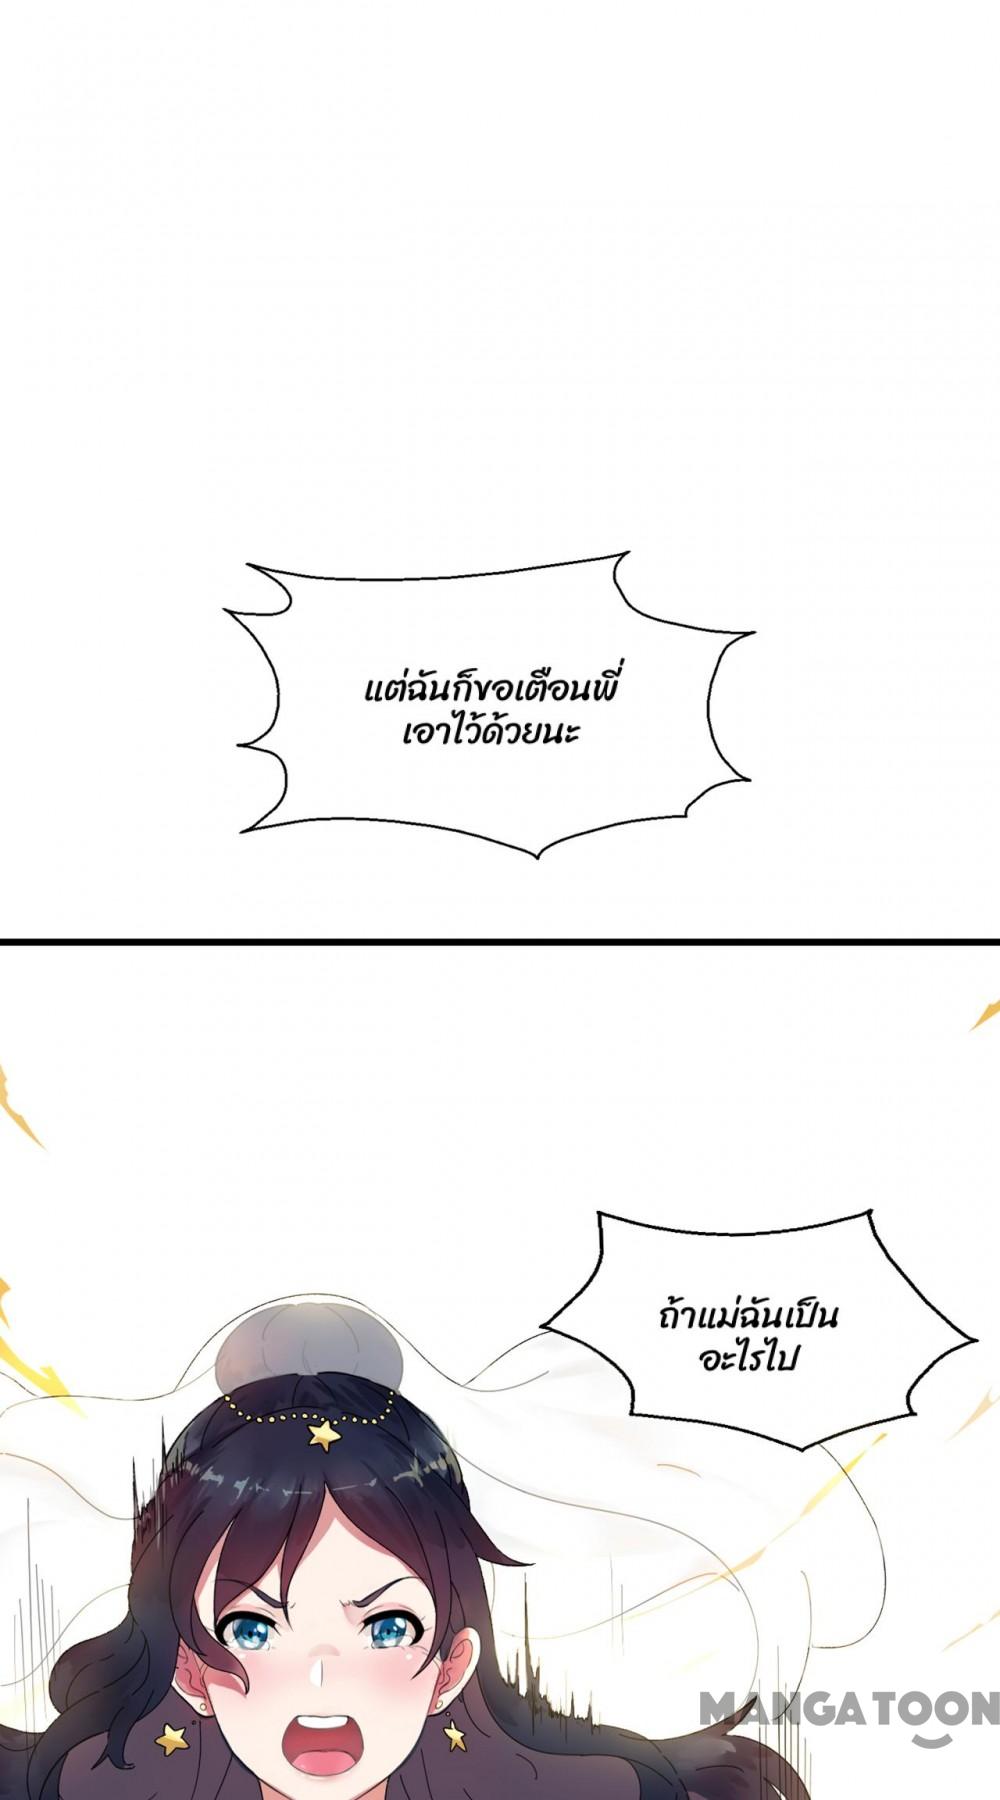 แต่ฉันก็ขอเตือนพี่
เอาไว้ด้วยนะ
ถ้าแม่ฉันเป็น
อะไรไป
MANGATOON